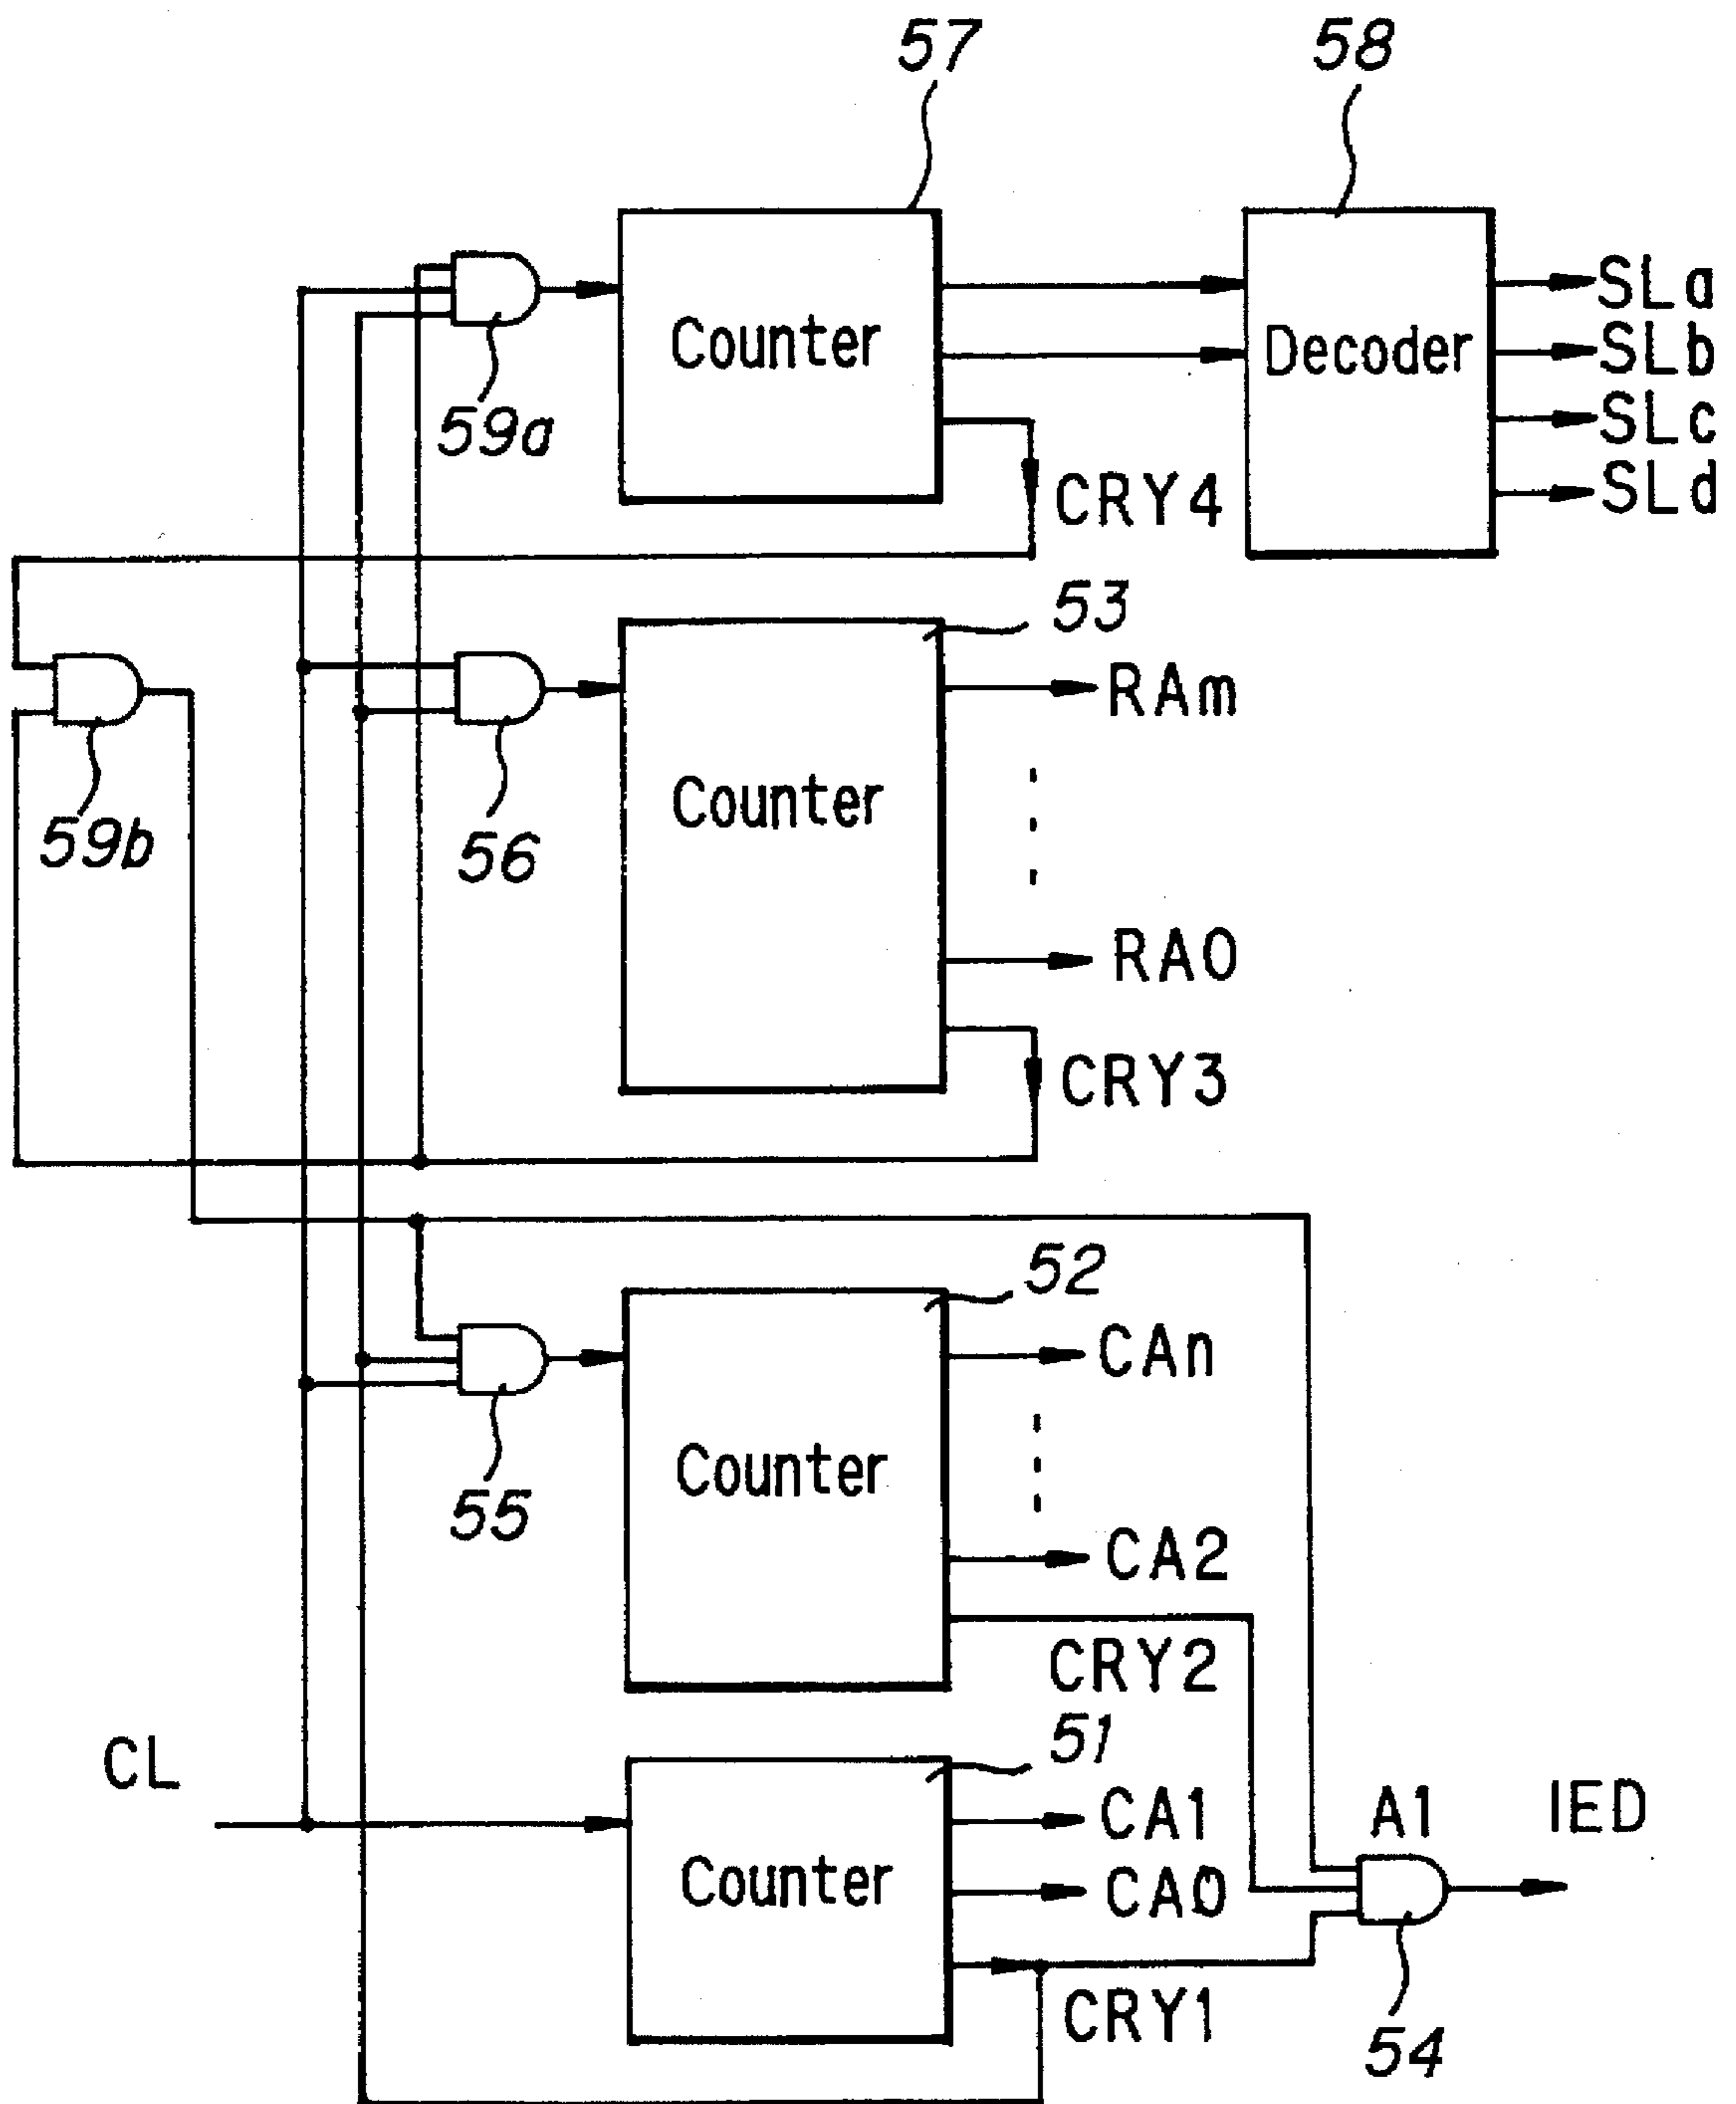 57
58
Counter
Decoder
SLa
SLb
SLc
SLd
59a
CRY4
53
RAm
Counter
59b
56
RA0
CRY3
52
CAn
Counter
55
CA2
CRY2
51
CL
CA1
A1
IED
Counter
CA0
CRY1
54